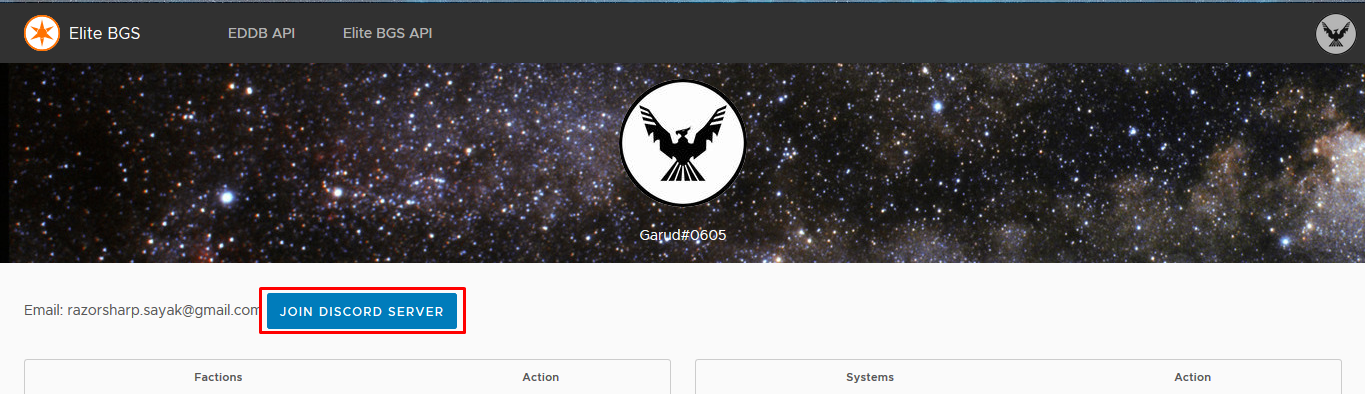 Elite BGS EDDB API Elite BGS API
Garud#0605
Email: razorsharp.sayak@gmail.com JOIN DISCORD SERVER
Factions Action Systems Action